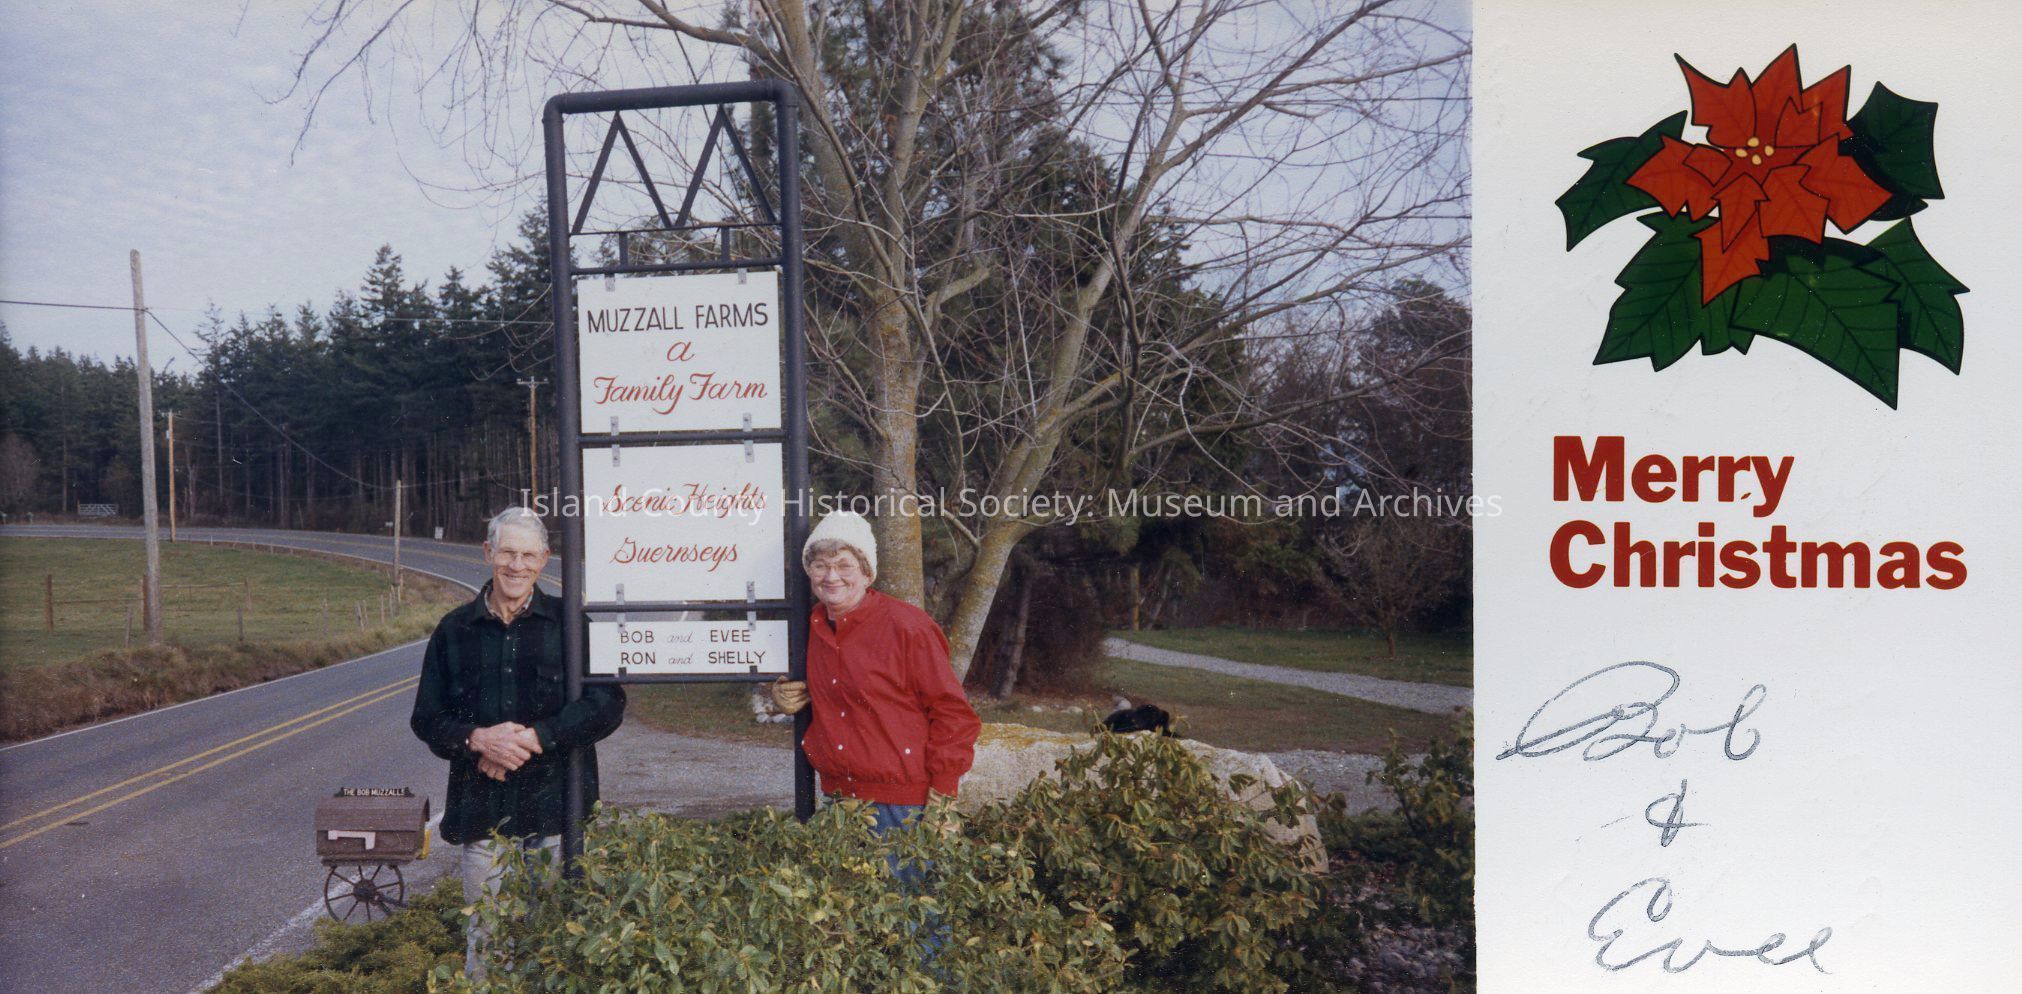 MUZZALL FARMS
a
Family Farm
Scenic Heights
Guernseys
BOB and EVEE
RON and SHELLY
THE BOB MUZZALLS
Island County Historical Society: Museum and Archives
Merry
Christmas
Bob
&
Evee